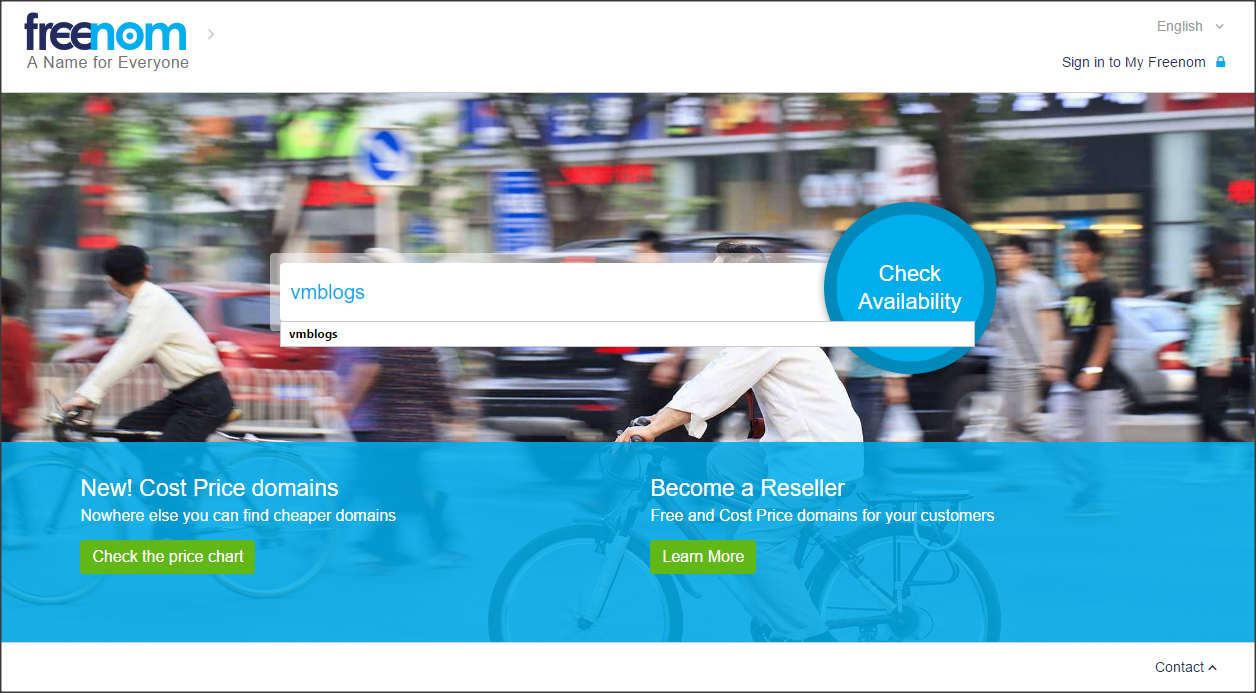 freenom
A Name for Everyone
English
Sign in to My Freenom
vmblogs
Check
Availability
vmblogs
New! Cost Price domains
Nowhere else you can find cheaper domains
Check the price chart
Become a Reseller
Free and Cost Price domains for your customers
Learn More
Contact